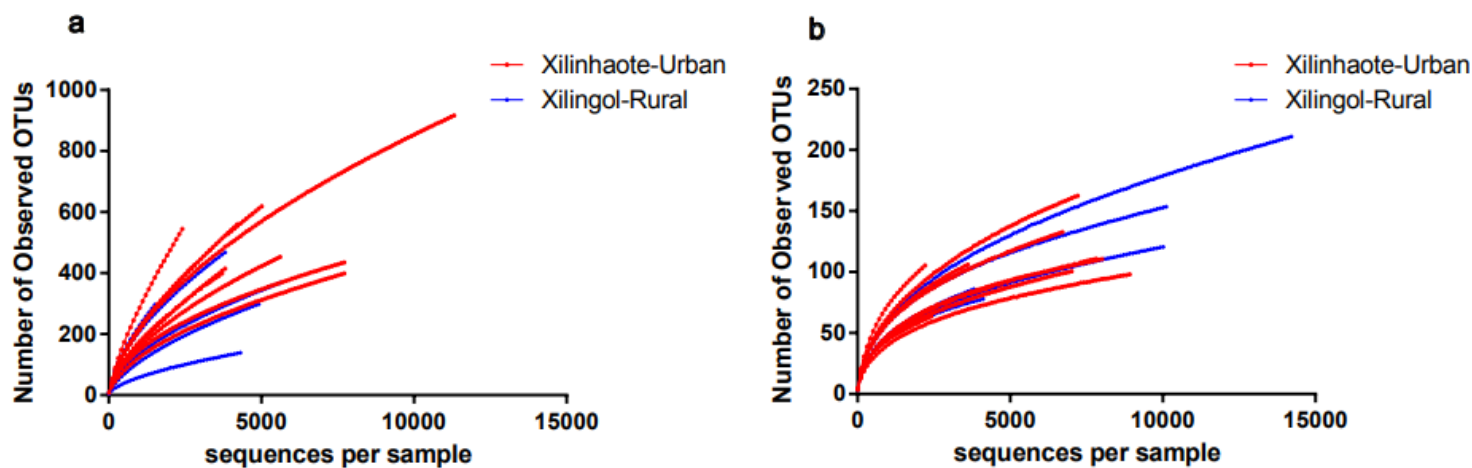 a
Xilinhaote-Urban
Xilingol-Rural
Number of Observed OTUs
1000
800
600
400
200
0
0 5000 10000 15000
sequences per sample
b
Xilinhaote-Urban
Xilingol-Rural
Number of Obser ved OTUs
250
200
150
100
50
0
0 5000 10000 15000
sequences per sample